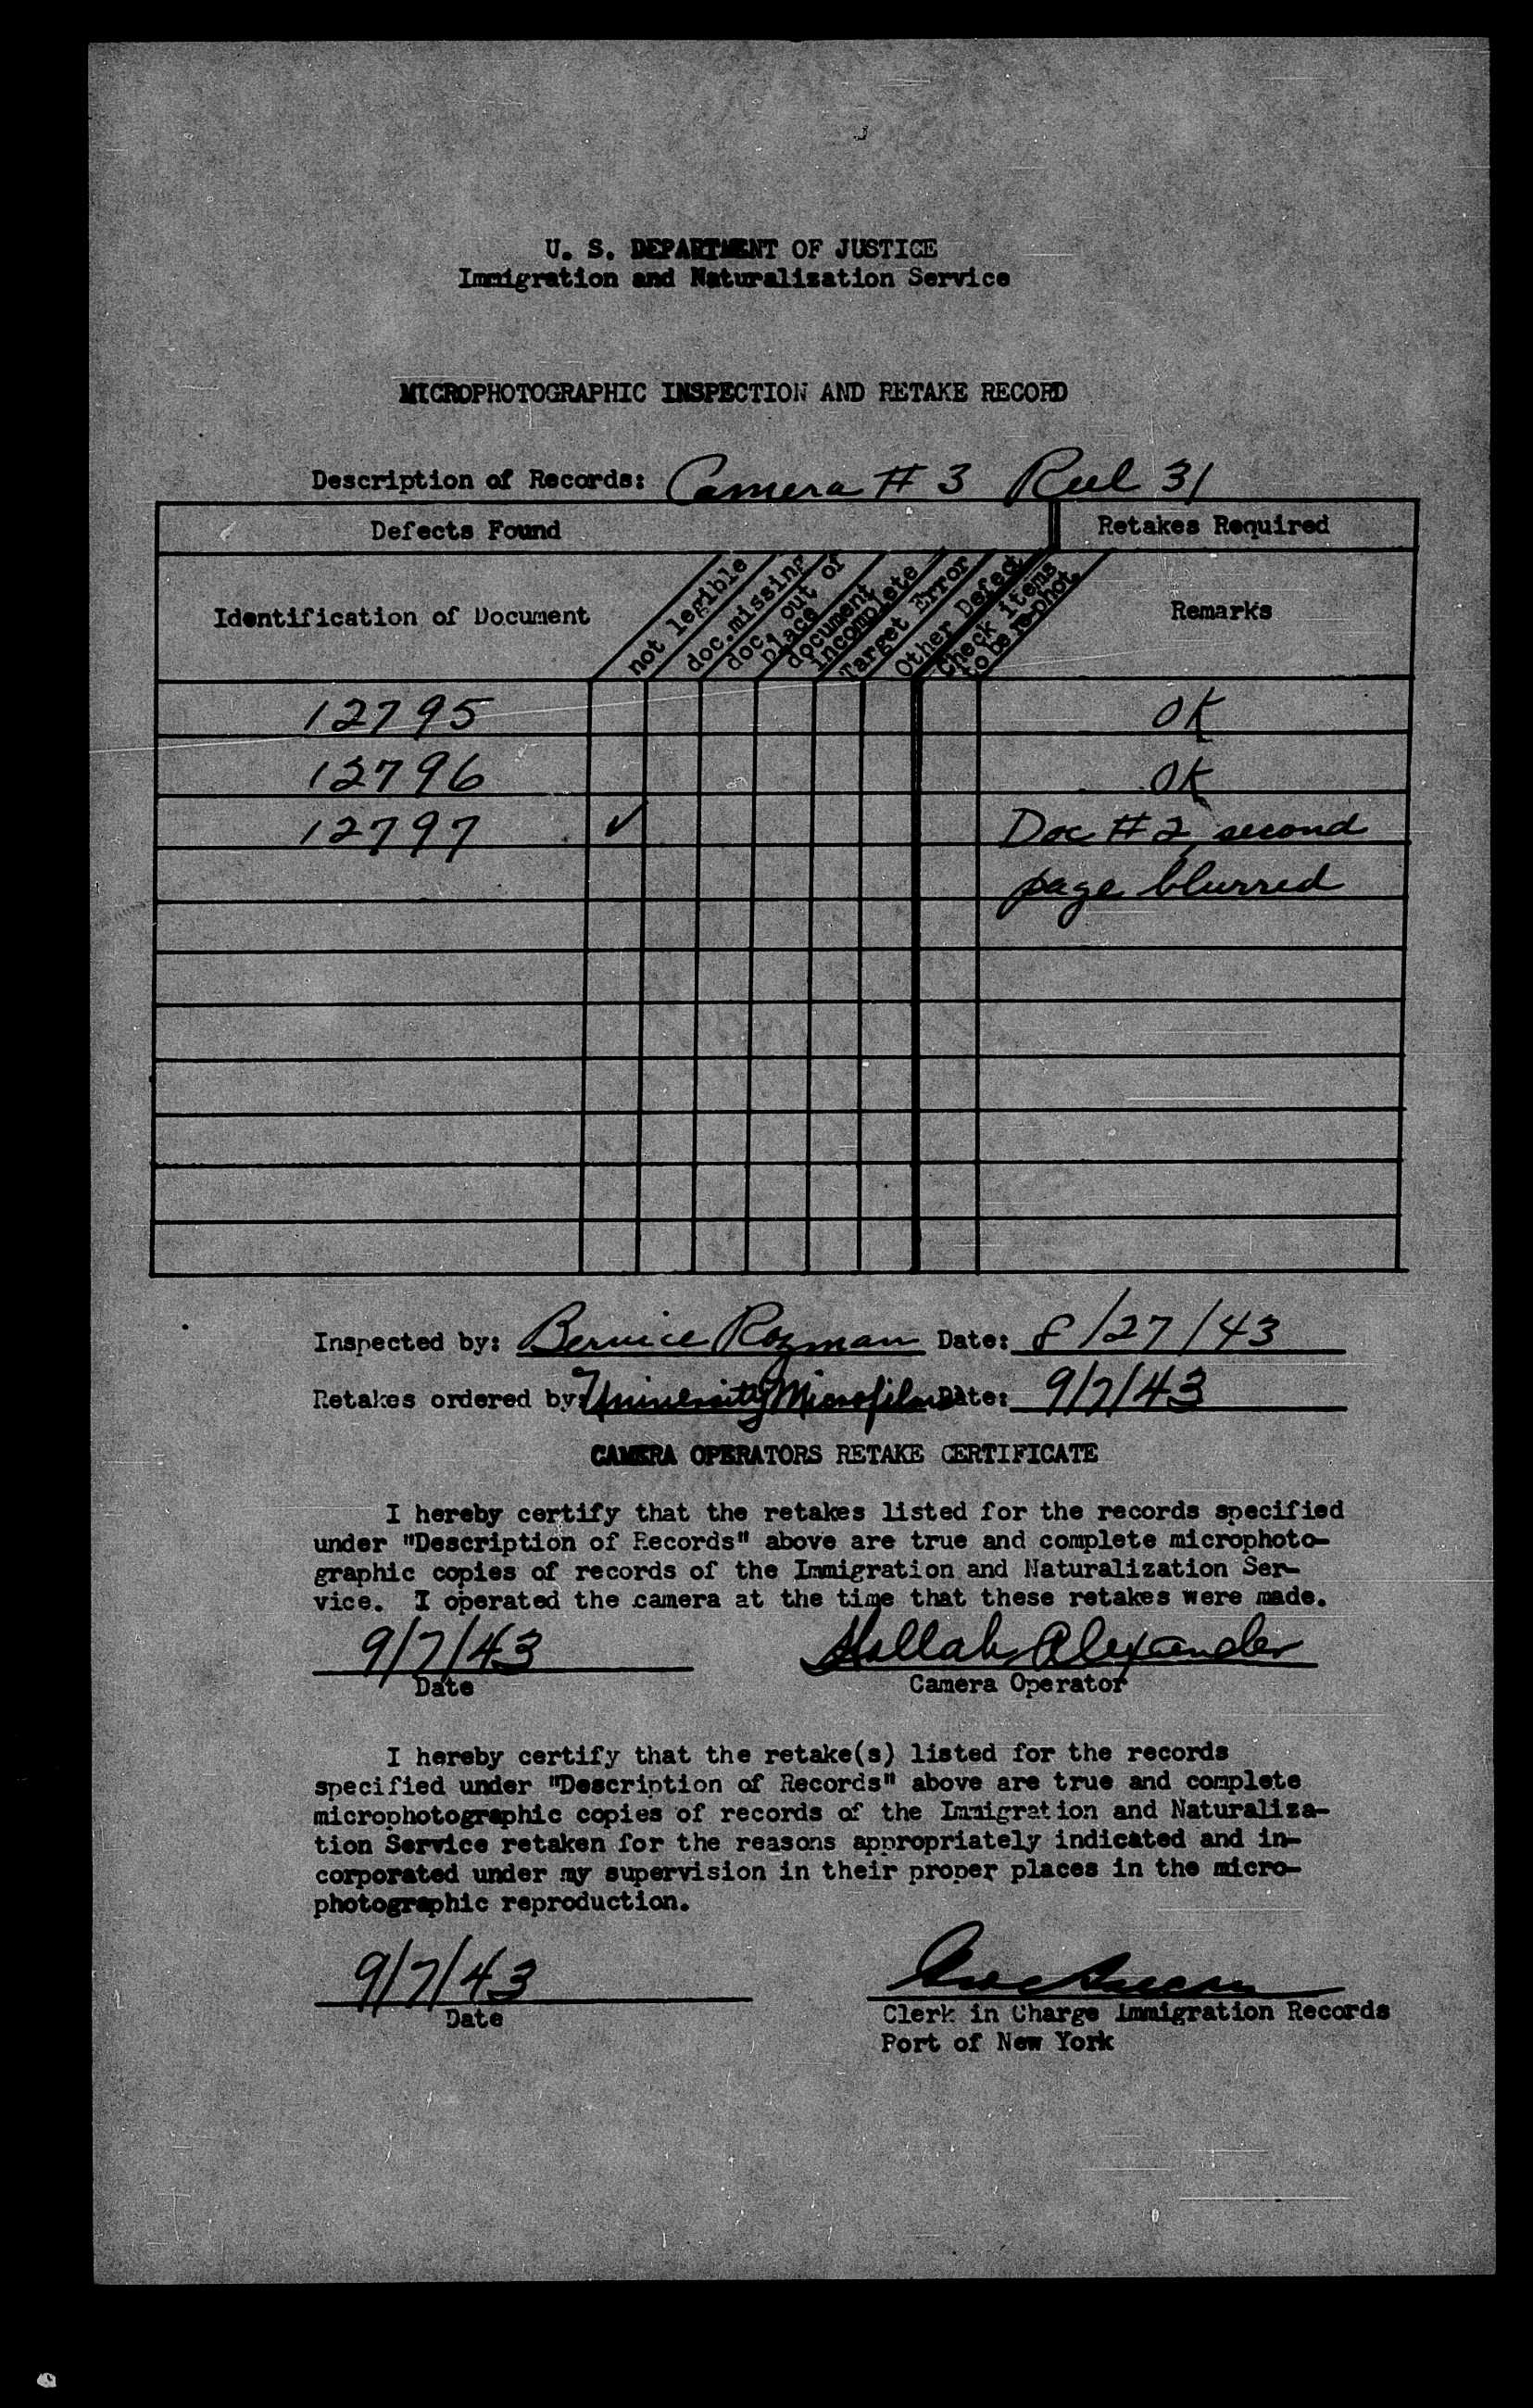 U. S. DEPARTMENT OF JUSTICE
Immigration and Naturalization Service
MICROPHOTOGRAPHIC INSPECTION AND RETAKE RECORD
Description of Records: Camera # 3 Reel 31
Defects Found
Retakes Required
Identification of Document
not legible
doc. missing
doc. out of
place
document
incomplete
Target Error
Other Defect
Check items
to be re-phot.
Remarks
12795 OK
12796 OK
12797 ✓ Doc # 2, second
page blurred
Inspected by: Bernice Rozman Date: 8/27/43
Retakes ordered by: University Microfilms Date: 9/7/43
CAMERA OPERATORS RETAKE CERTIFICATE
I hereby certify that the retakes listed for the records specified
under "Description of Records" above are true and complete microphoto-
graphic copies of records of the Immigration and Naturalization Ser-
vice. I operated the camera at the time that these retakes were made.
9/7/43 Alexander
Date Camera Operator
I hereby certify that the retake(s) listed for the records
specified under "Description of Records" above are true and complete
microphotographic copies of records of the Immigration and Naturaliza-
tion Service retaken for the reasons appropriately indicated and in-
corporated under my supervision in their proper places in the micro-
photographic reproduction.
9/7/43
Date
Clerk in Charge Immigration Records
Port of New York